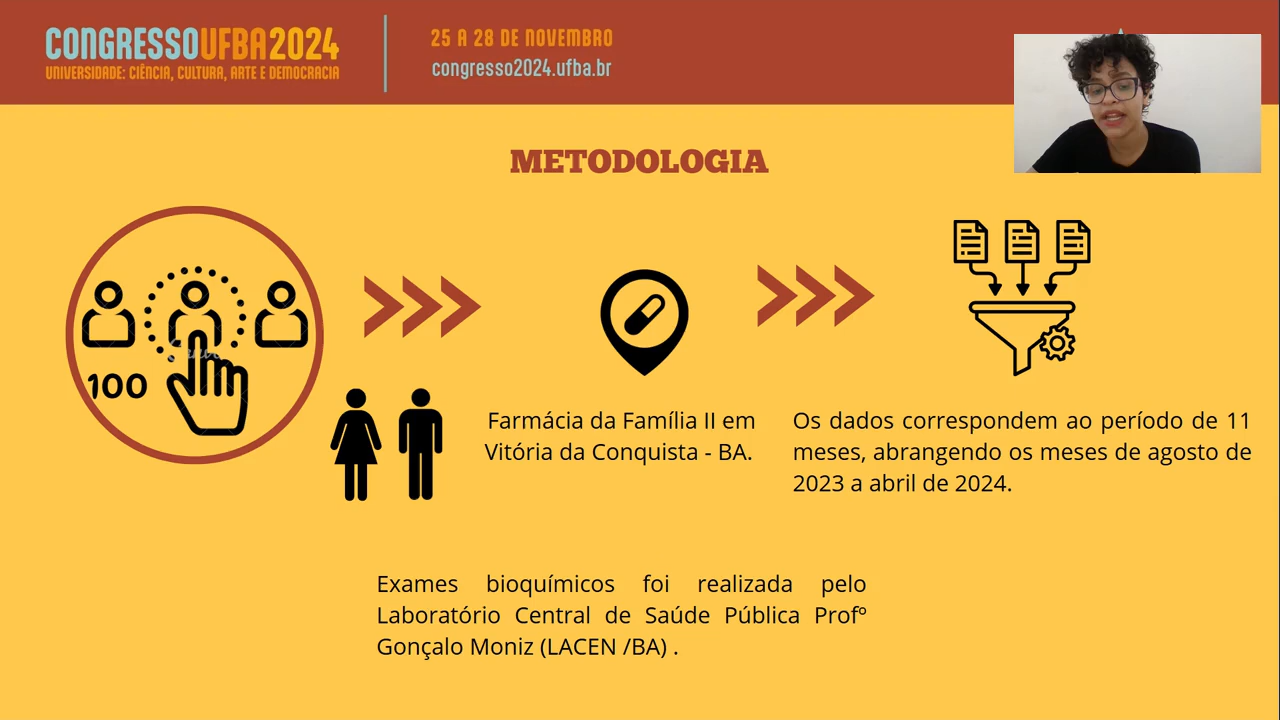 CONGRESSOUFBA2024
UNIVERSIDADE: CIÊNCIA, CULTURA, ARTE E DEMOCRACIA
25 A 28 DE NOVEMBRO
congresso2024.ufba.br
METODOLOGIA
100
Farmácia da Família II em
Vitória da Conquista - BA.
Os dados correspondem ao período de 11
meses, abrangendo os meses de agosto de
2023 a abril de 2024.
Exames bioquímicos foi realizada pelo
Laboratório Central de Saúde Pública Profº
Gonçalo Moniz (LACEN /BA) .